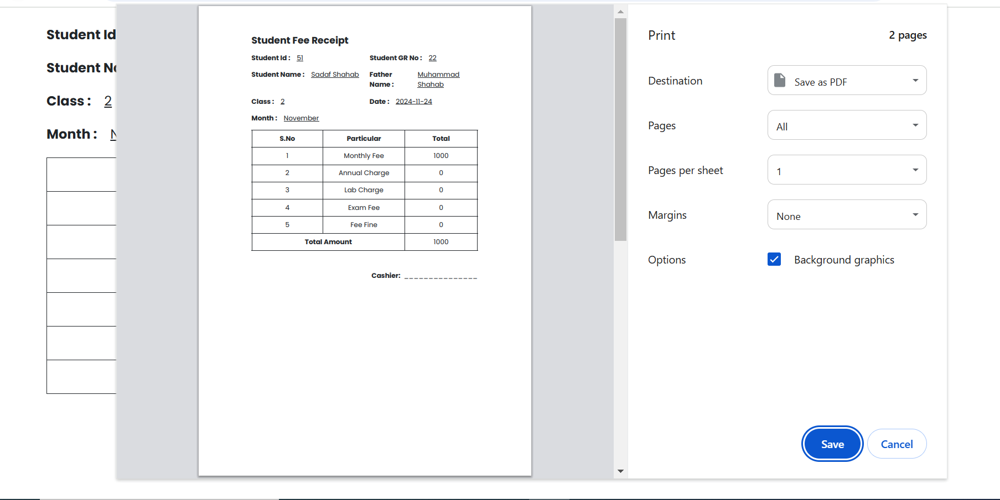 Student Id
Student Na
Class : 2
Month : N
Student Fee Receipt
Student Id : 51 Student GR No : 22
Student Name : Sadaf Shahab Father Name : Muhammad Shahab
Class : 2 Date : 2024-11-24
Month : November
S.No Particular Total
1 Monthly Fee 1000
2 Annual Charge 0
3 Lab Charge 0
4 Exam Fee 0
5 Fee Fine 0
Total Amount 1000
Cashier: _______________
Print 2 pages
Destination Save as PDF
Pages All
Pages per sheet 1
Margins None
Options Background graphics
Save Cancel